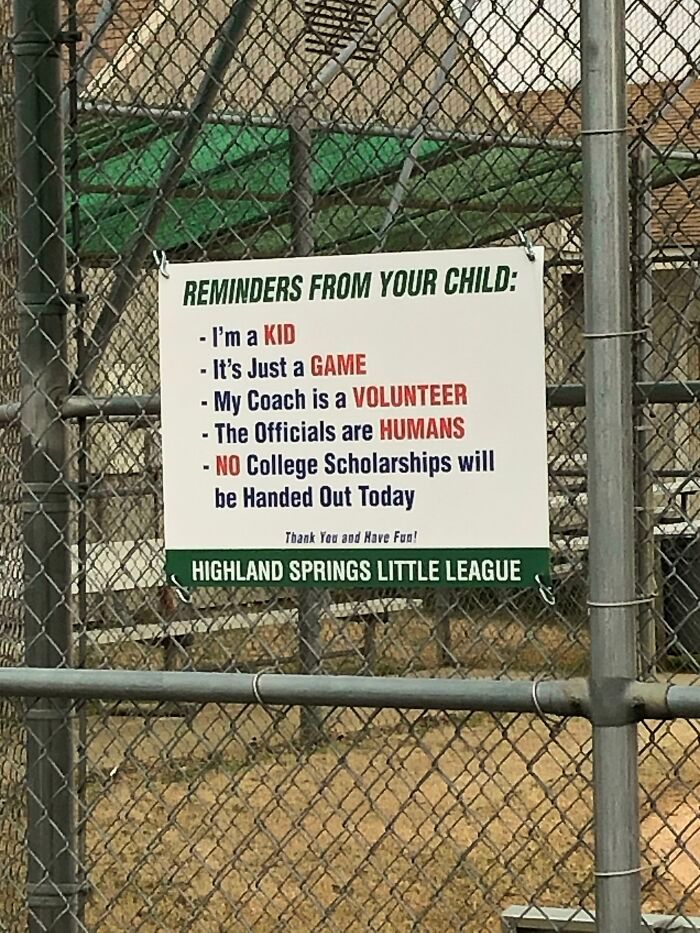 REMINDERS FROM YOUR CHILD:
- I'm a KID
- It's Just a GAME
- My Coach is a VOLUNTEER
- The Officials are HUMANS
- NO College Scholarships will
be Handed Out Today
Thank You and Have Fun!
HIGHLAND SPRINGS LITTLE LEAGUE